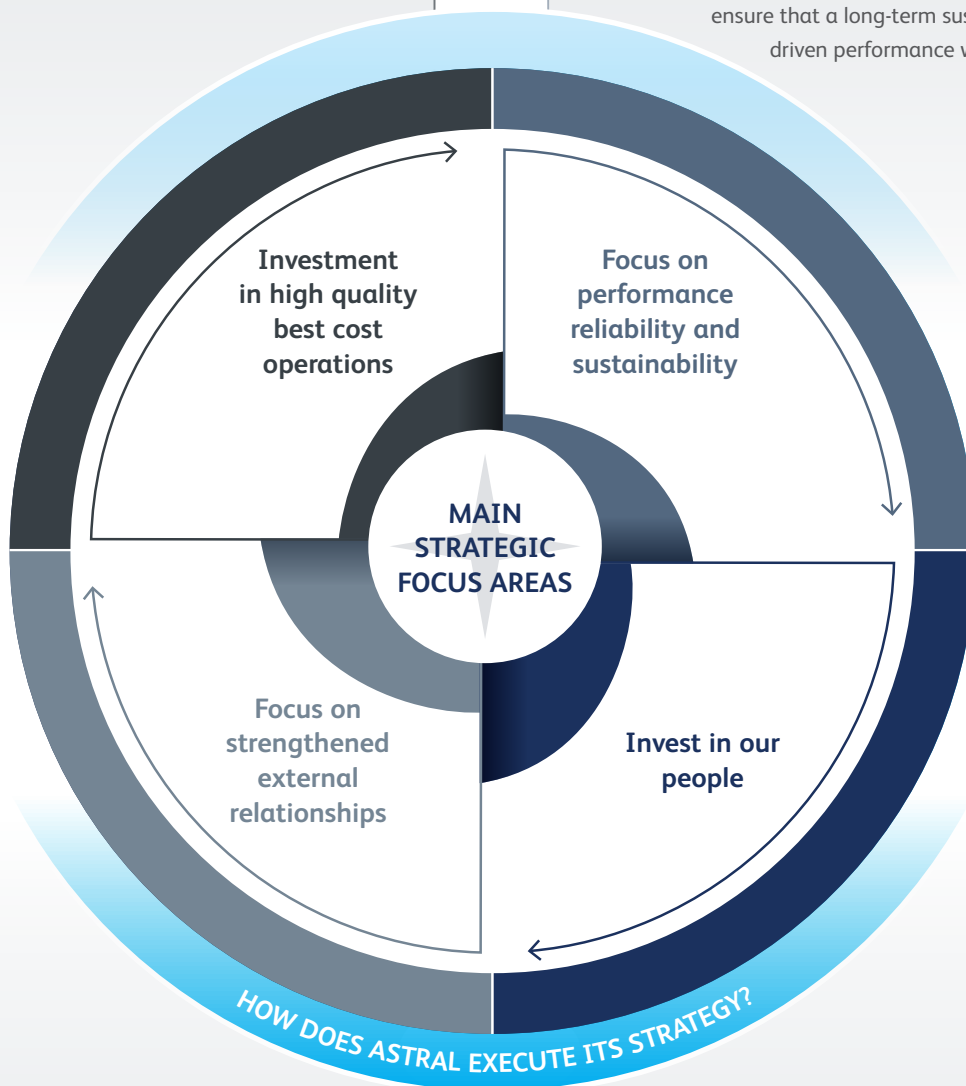 ensure that a long-term
driven performance
Investment
in high quality
best cost
operations
Focus on
performance
reliability and
sustainability
MAIN
STRATEGIC
FOCUS AREAS
Focus on
strengthened
external
relationships
Invest in our
people
HOW DOES ASTRAL EXECUTE ITS STRATEGY?